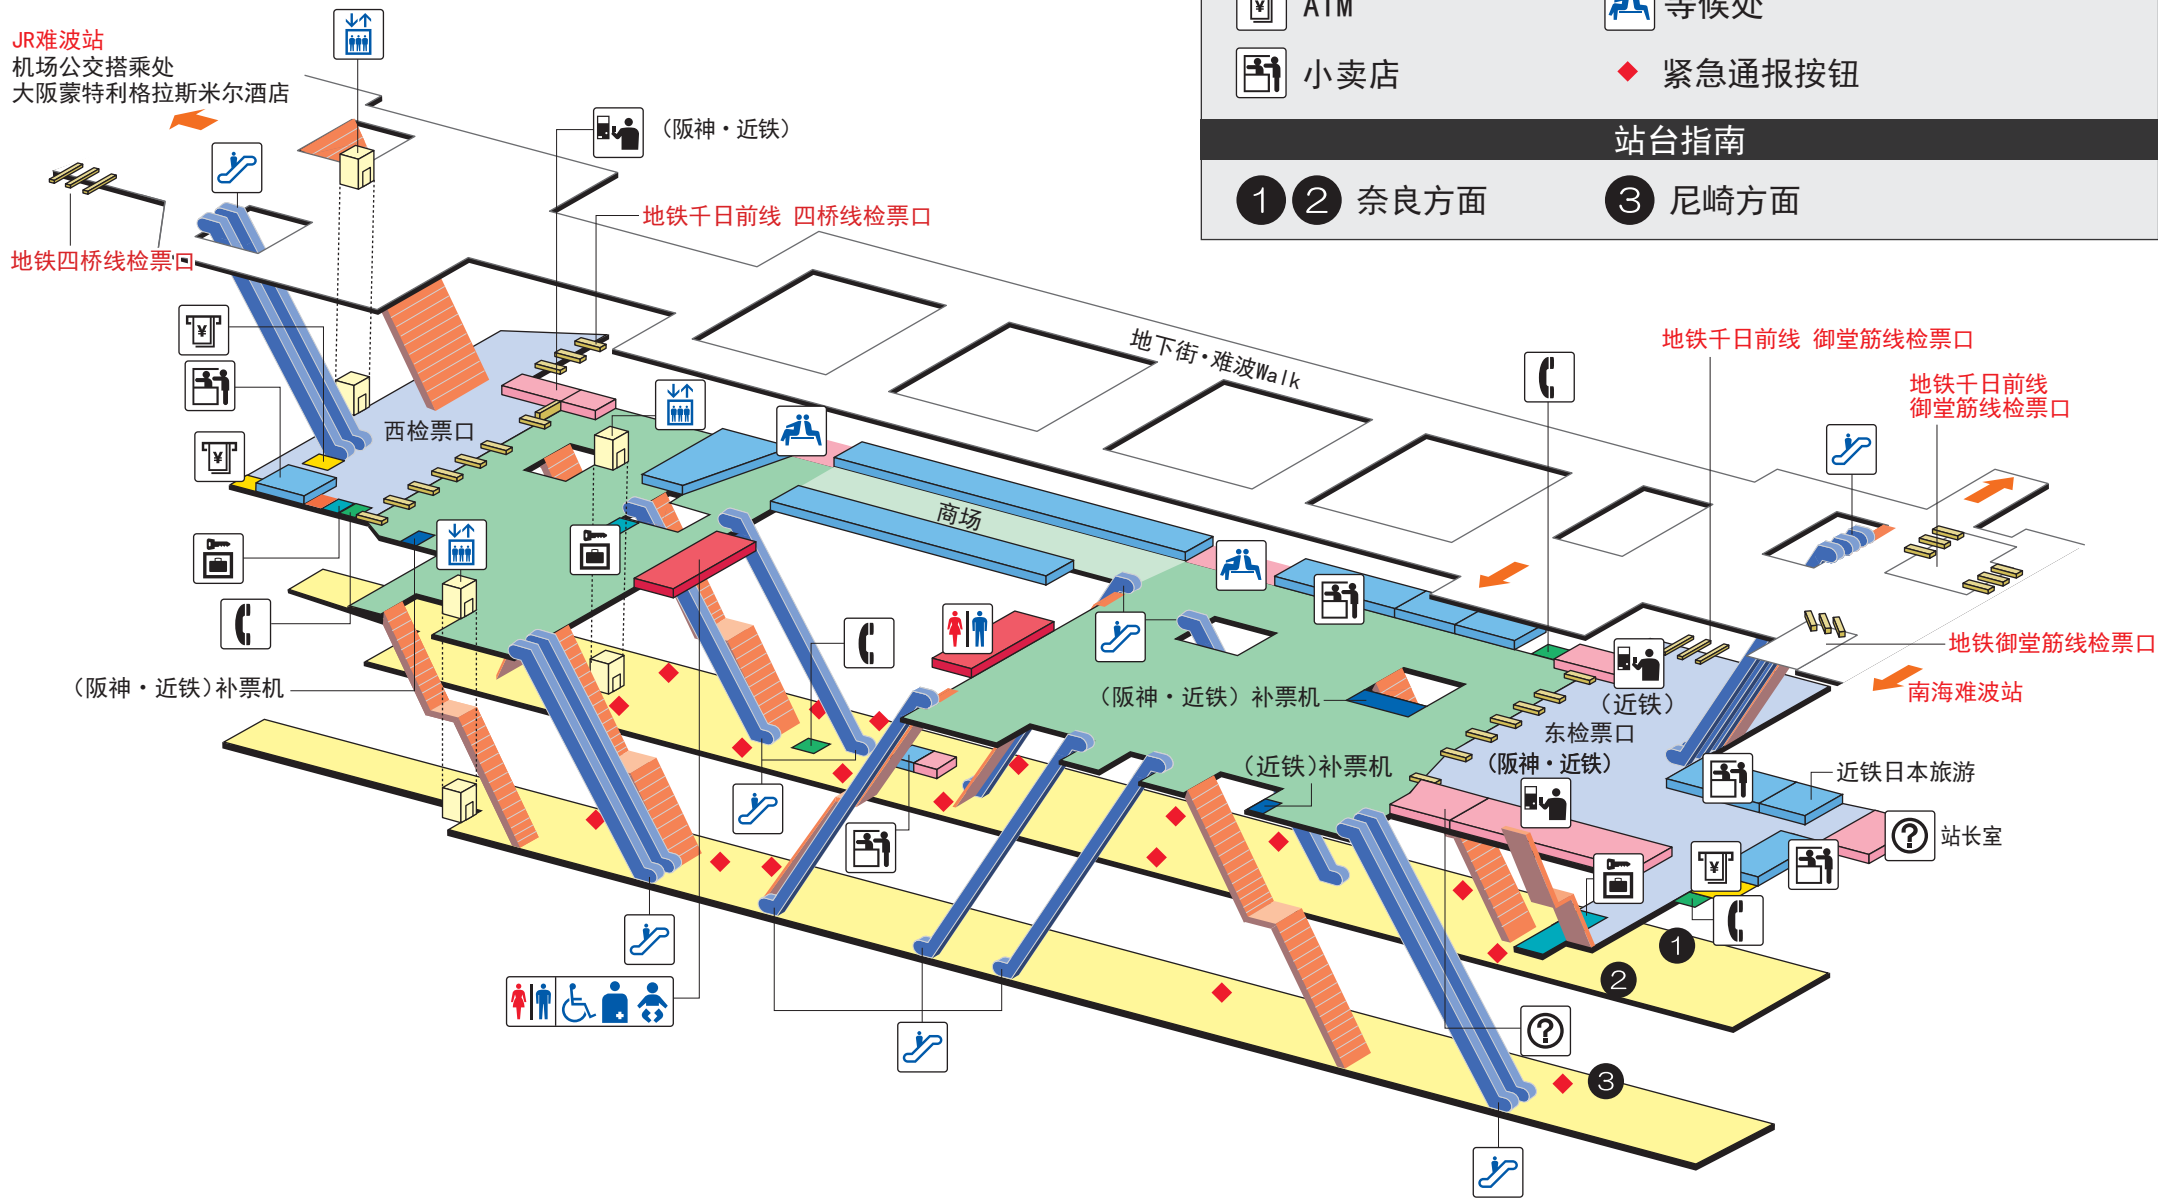 ATM
等候处
小卖店
紧急通报按钮
站台指南
1 2 奈良方面
3 尼崎方面
JR难波站
机场公交搭乘处
大阪蒙特利格拉斯米尔酒店
(阪神・近铁)
地铁千日前线 四桥线检票口
地铁四桥线检票口
地下街・难波Walk
地铁千日前线 御堂筋线检票口
地铁千日前线
御堂筋线检票口
西检票口
商场
地铁御堂筋线检票口
南海难波站
(阪神・近铁)补票机
(阪神・近铁) 补票机
(近铁)
东检票口
(阪神・近铁)
(近铁)补票机
近铁日本旅游
站长室
1
2
3